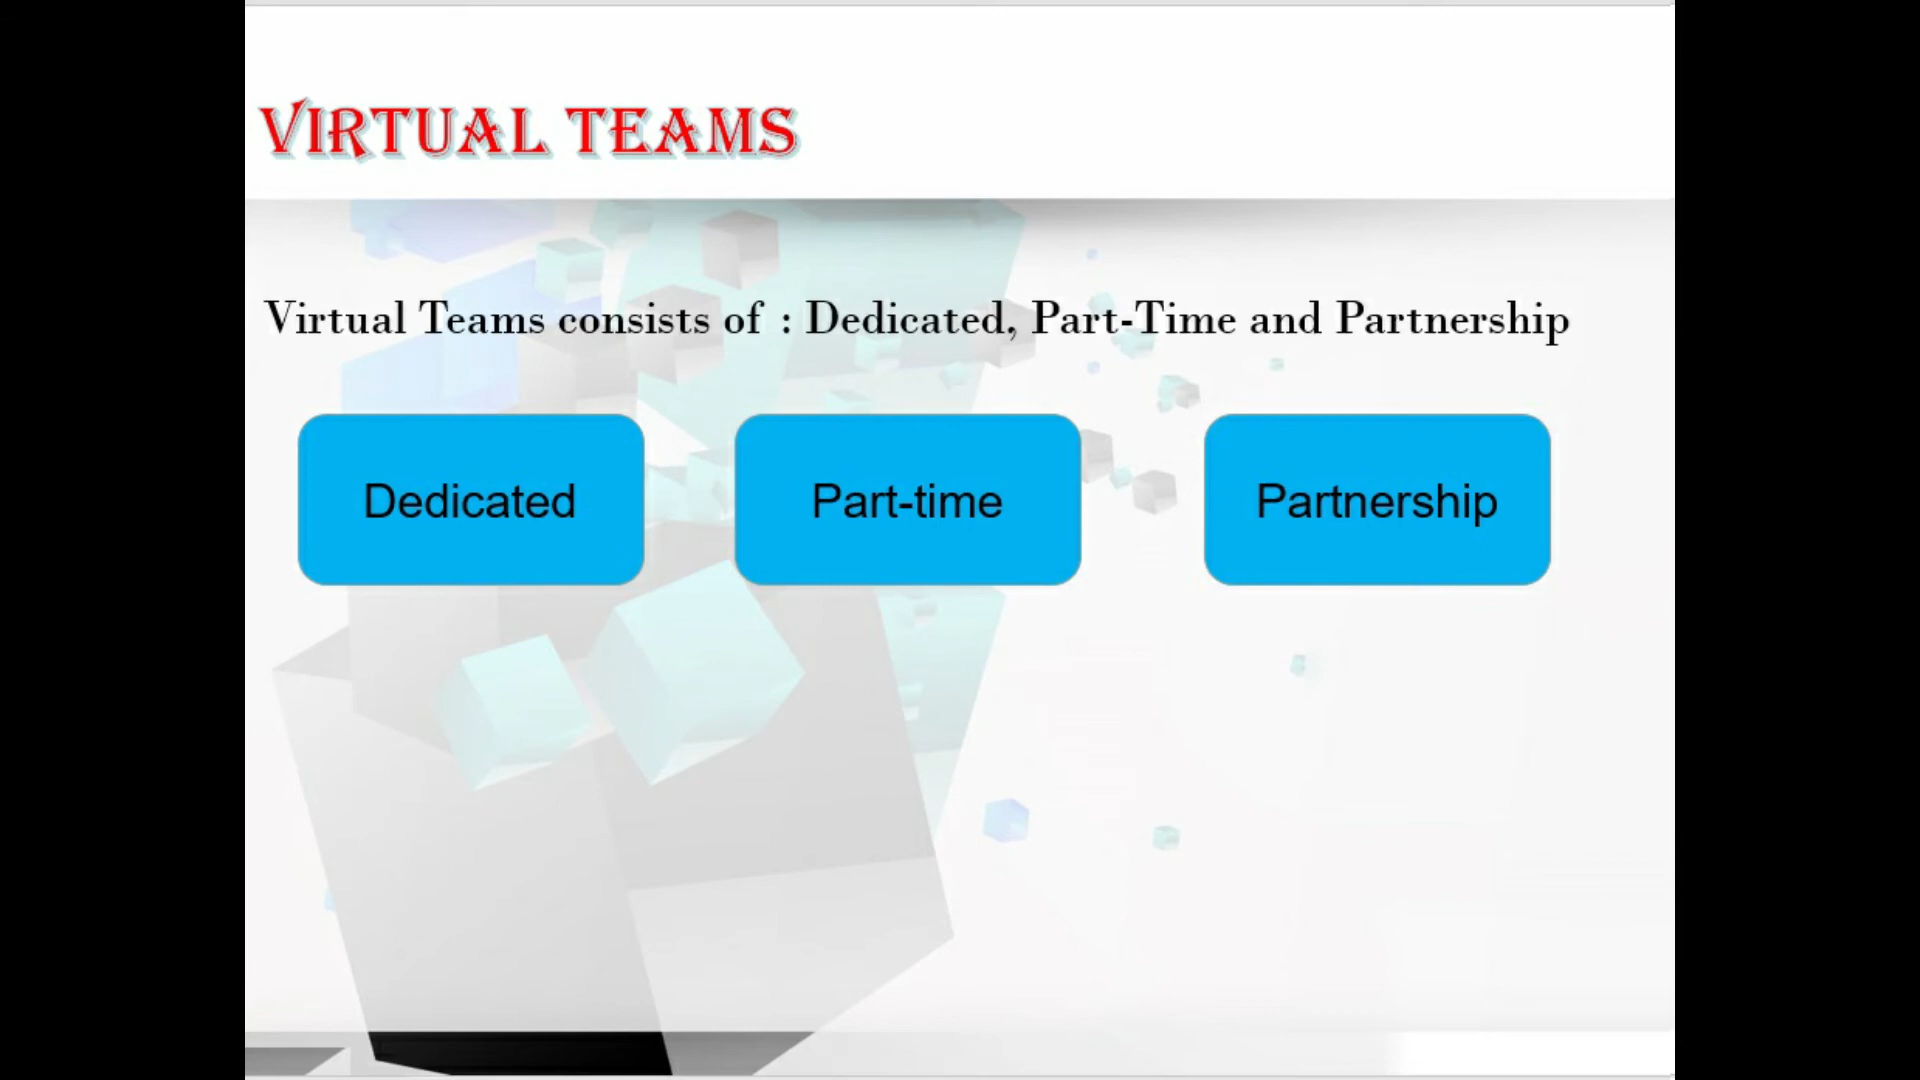 VIRTUAL TEAMS
Virtual Teams consists of : Dedicated, Part-Time and Partnership
Dedicated
Part-time
Partnership